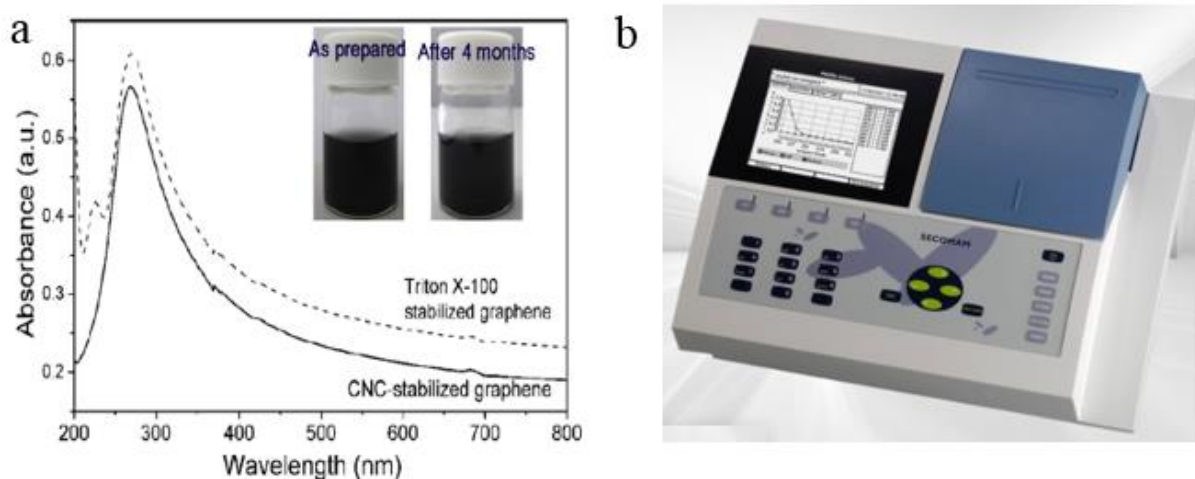 a
b
As prepared
After 4 months
0.6
0.5
0.4
0.3
0.2
Absorbance (a.u.)
Triton X-100
stabilized graphene
CNC-stabilized graphene
200
300
400
500
600
700
800
Wavelength (nm)
SECOMAM